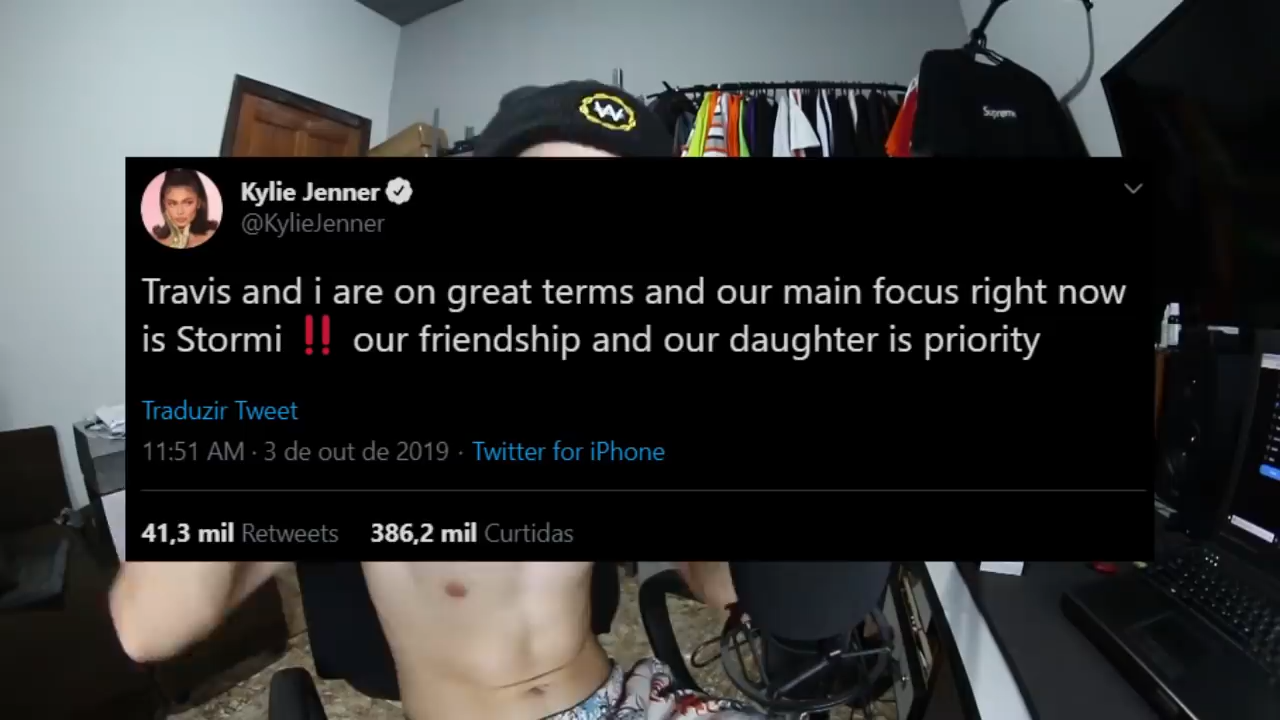 W
Supreme
Kylie Jenner
@KylieJenner
Travis and i are on great terms and our main focus right now
is Stormi ‼️ our friendship and our daughter is priority
Traduzir Tweet
11:51 AM · 3 de out de 2019 · Twitter for iPhone
41,3 mil Retweets 386,2 mil Curtidas